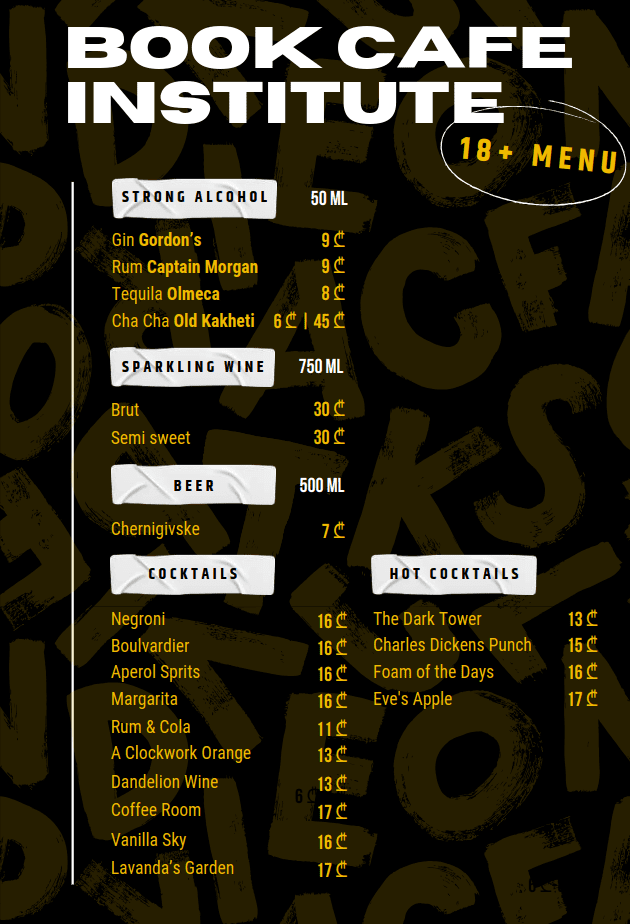 BOOK CAFE
INSTITUTE
18+ MENU
STRONG ALCOHOL 50 ML
Gin Gordon's 9 ₾
Rum Captain Morgan 9 ₾
Tequila Olmeca 8 ₾
Cha Cha Old Kakheti 6 ₾ | 45 ₾
SPARKLING WINE 750 ML
Brut 30 ₾
Semi sweet 30 ₾
BEER 500 ML
Chernigivske 7 ₾
COCKTAILS
Negroni 16 ₾
Boulvardier 16 ₾
Aperol Sprits 16 ₾
Margarita 16 ₾
Rum & Cola 11 ₾
A Clockwork Orange 13 ₾
Dandelion Wine 13 ₾
6 ₾
Coffee Room 17 ₾
Vanilla Sky 16 ₾
Lavanda's Garden 17 ₾
HOT COCKTAILS
The Dark Tower 13 ₾
Charles Dickens Punch 15 ₾
Foam of the Days 16 ₾
Eve's Apple 17 ₾